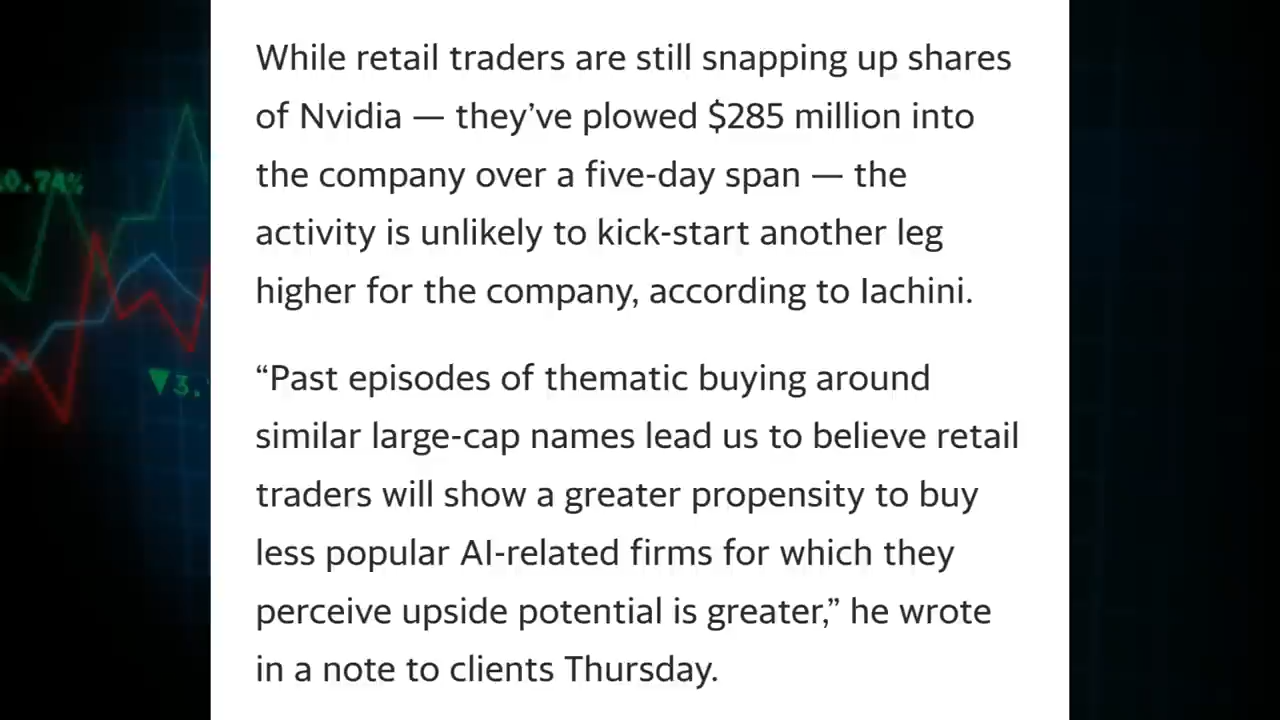 While retail traders are still snapping up shares
of Nvidia — they’ve plowed $285 million into
the company over a five-day span — the
activity is unlikely to kick-start another leg
higher for the company, according to Iachini.
“Past episodes of thematic buying around
similar large-cap names lead us to believe retail
traders will show a greater propensity to buy
less popular AI-related firms for which they
perceive upside potential is greater,” he wrote
in a note to clients Thursday.
0.74%
▼3.